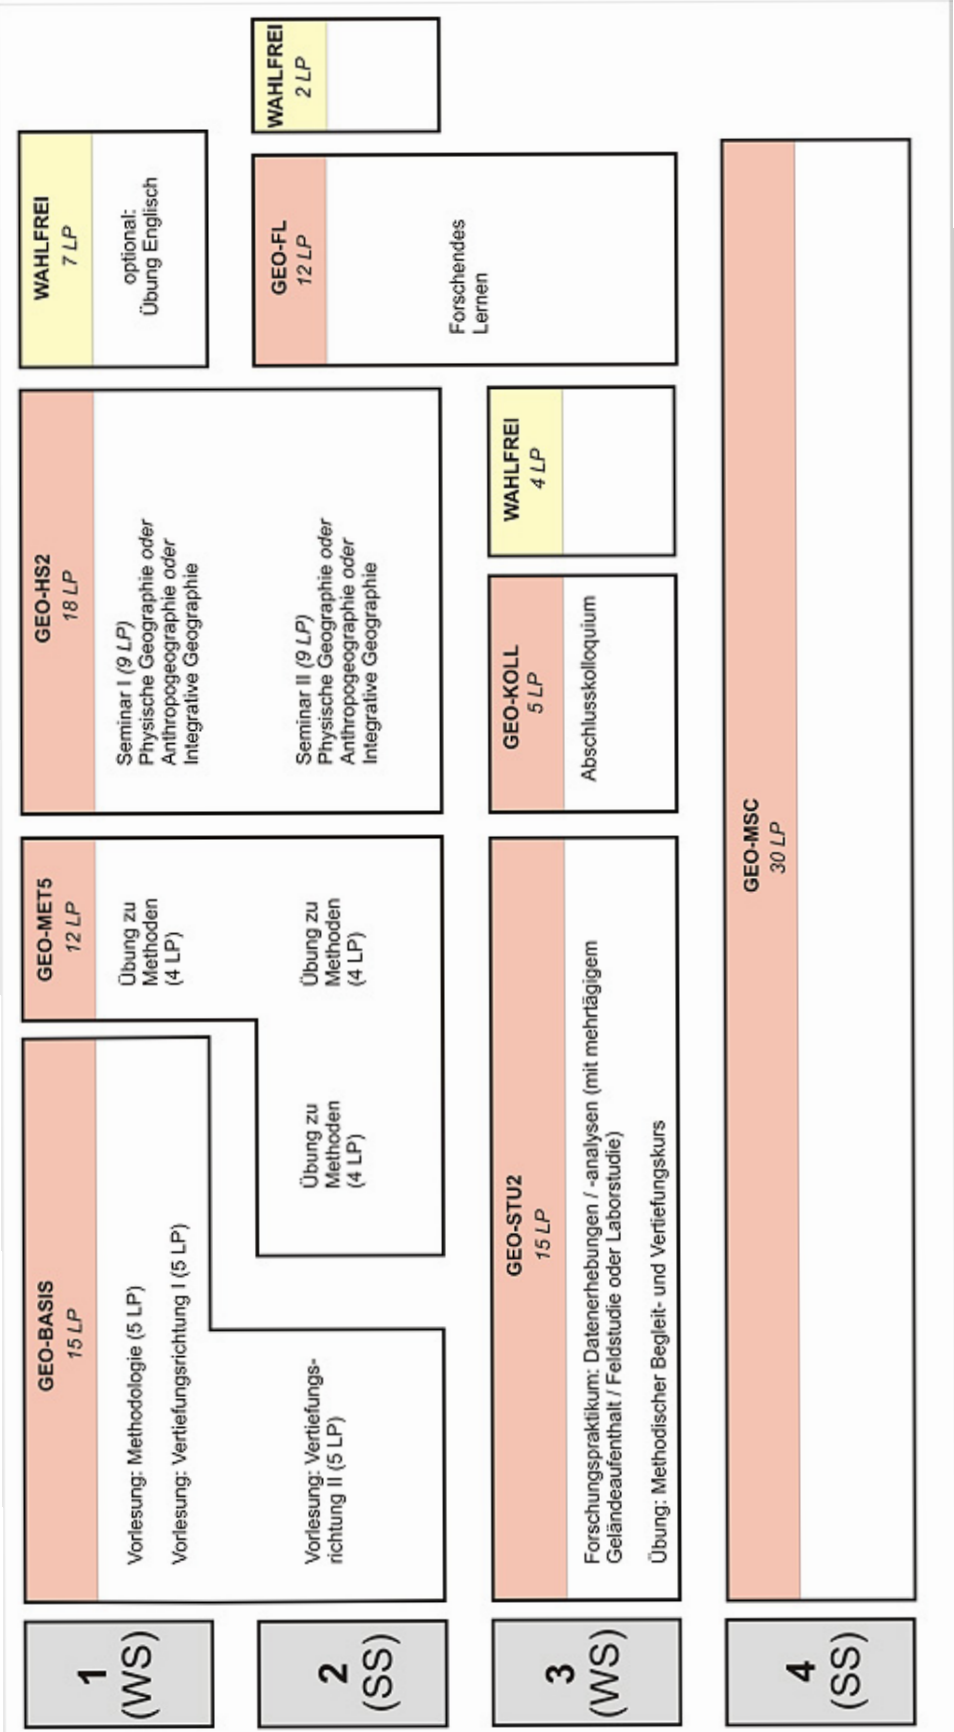 1
(WS)
GEO-BASIS
15 LP
Vorlesung: Methodologie (5 LP)
Vorlesung: Vertiefungsrichtung I (5 LP)
Vorlesung: Vertiefungs-
richtung II (5 LP)
GEO-MET5
12 LP
Übung zu
Methoden
(4 LP)
Übung zu
Methoden
(4 LP)
Übung zu
Methoden
(4 LP)
GEO-HS2
18 LP
Seminar I (9 LP)
Physische Geographie oder
Anthropogeographie oder
Integrative Geographie
Seminar II (9 LP)
Physische Geographie oder
Anthropogeographie oder
Integrative Geographie
WAHLFREI
7 LP
optional:
Übung Englisch
2
(SS)
GEO-FL
12 LP
Forschendes
Lernen
WAHLFREI
2 LP
3
(WS)
GEO-STU2
15 LP
Forschungspraktikum: Datenerhebungen / -analysen (mit mehrtägigem
Geländeaufenthalt / Feldstudie oder Laborstudie)
Übung: Methodischer Begleit- und Vertiefungskurs
GEO-KOLL
5 LP
Abschlusskolloquium
WAHLFREI
4 LP
4
(SS)
GEO-MSC
30 LP